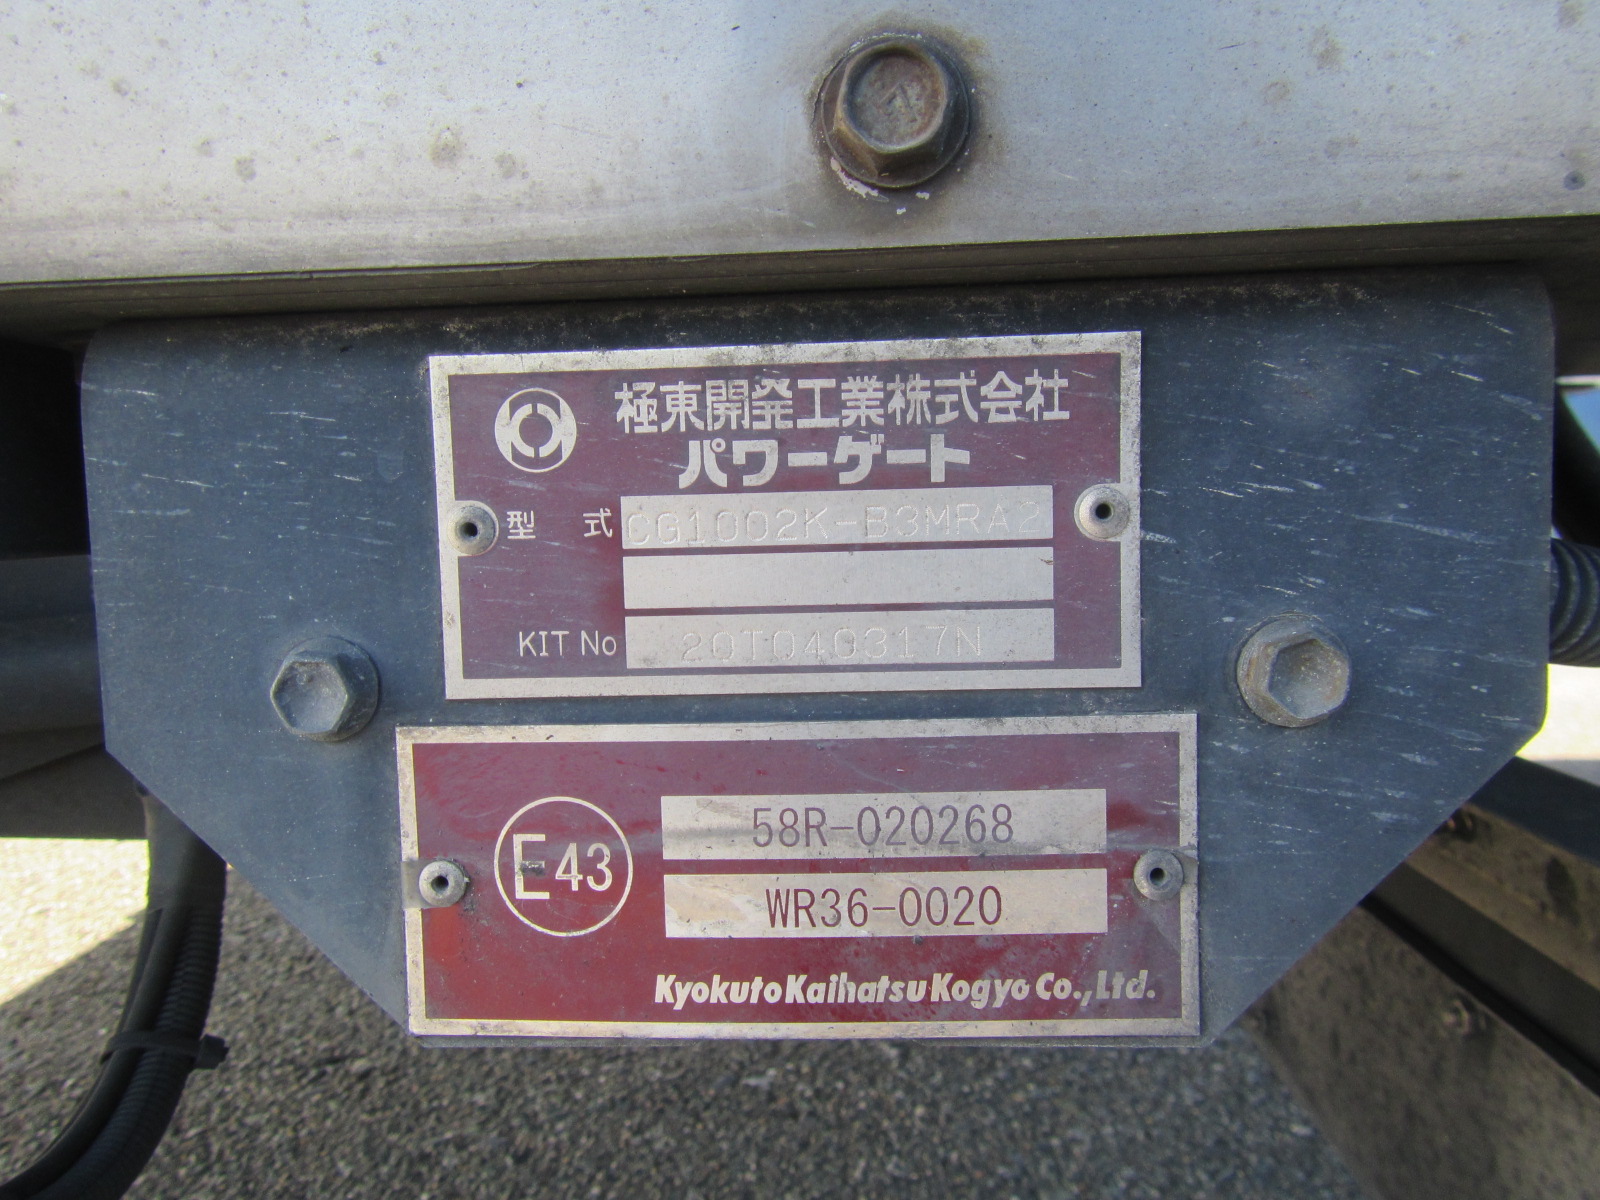 極東開発工業株式会社
パワーゲート
型 式 CG1002K-B3MRA2
KIT No 20T040317N
E43
58R-020268
WR36-0020
Kyokuto Kaihatsu Kogyo Co., Ltd.